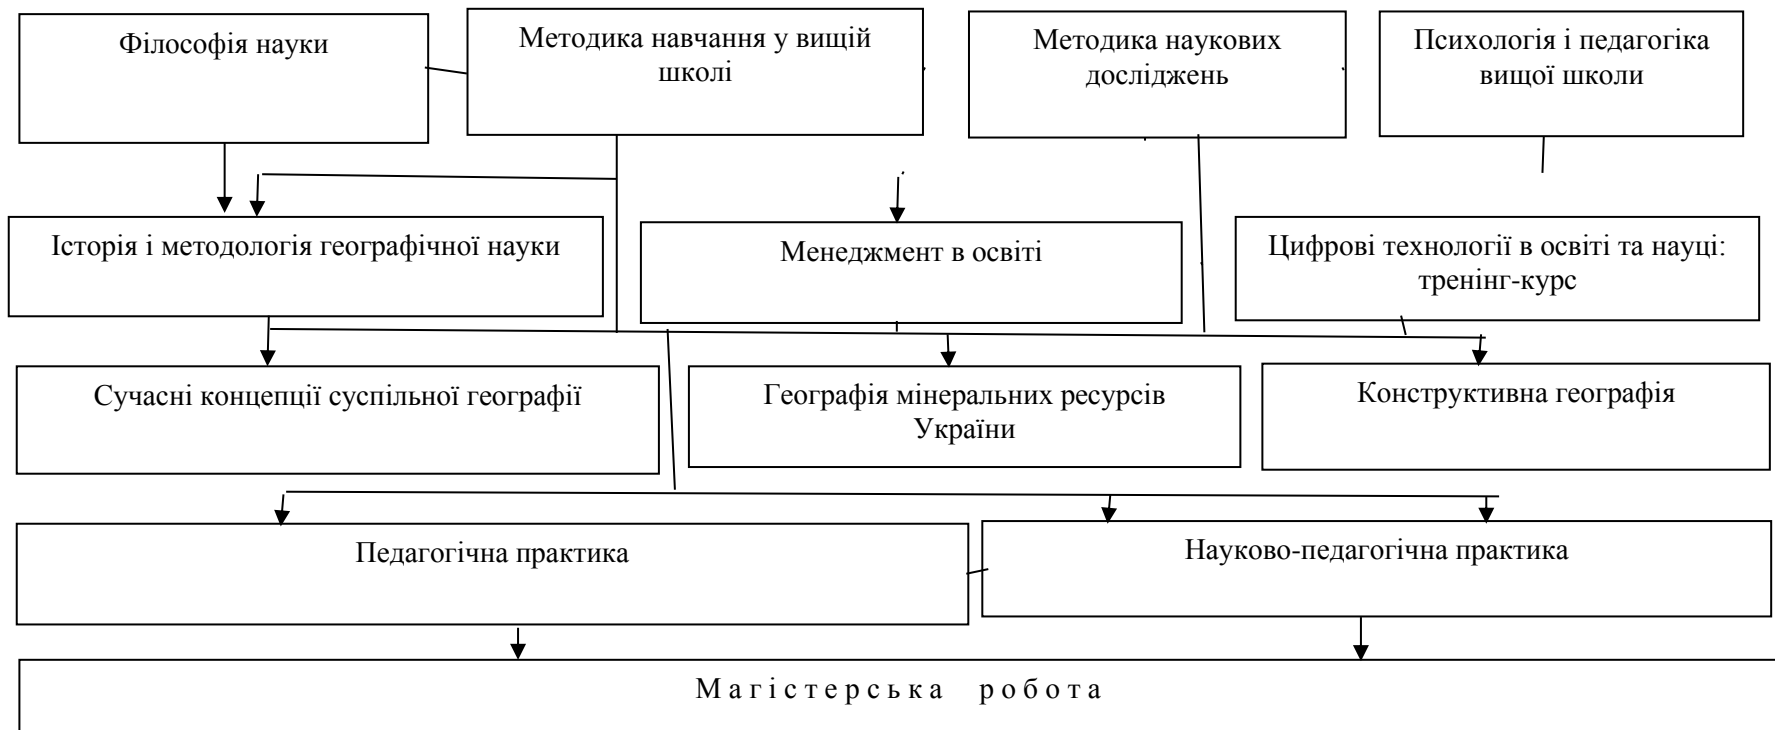 Філософія науки
Методика навчання у вищій
школі
Методика наукових
досліджень
Психологія і педагогіка
вищої школи
Історія і методологія географічної науки
Менеджмент в освіті
Цифрові технології в освіті та науці:
тренінг-курс
Сучасні концепції суспільної географії
Географія мінеральних ресурсів
України
Конструктивна географія
Педагогічна практика
Науково-педагогічна практика
Магістерська робота